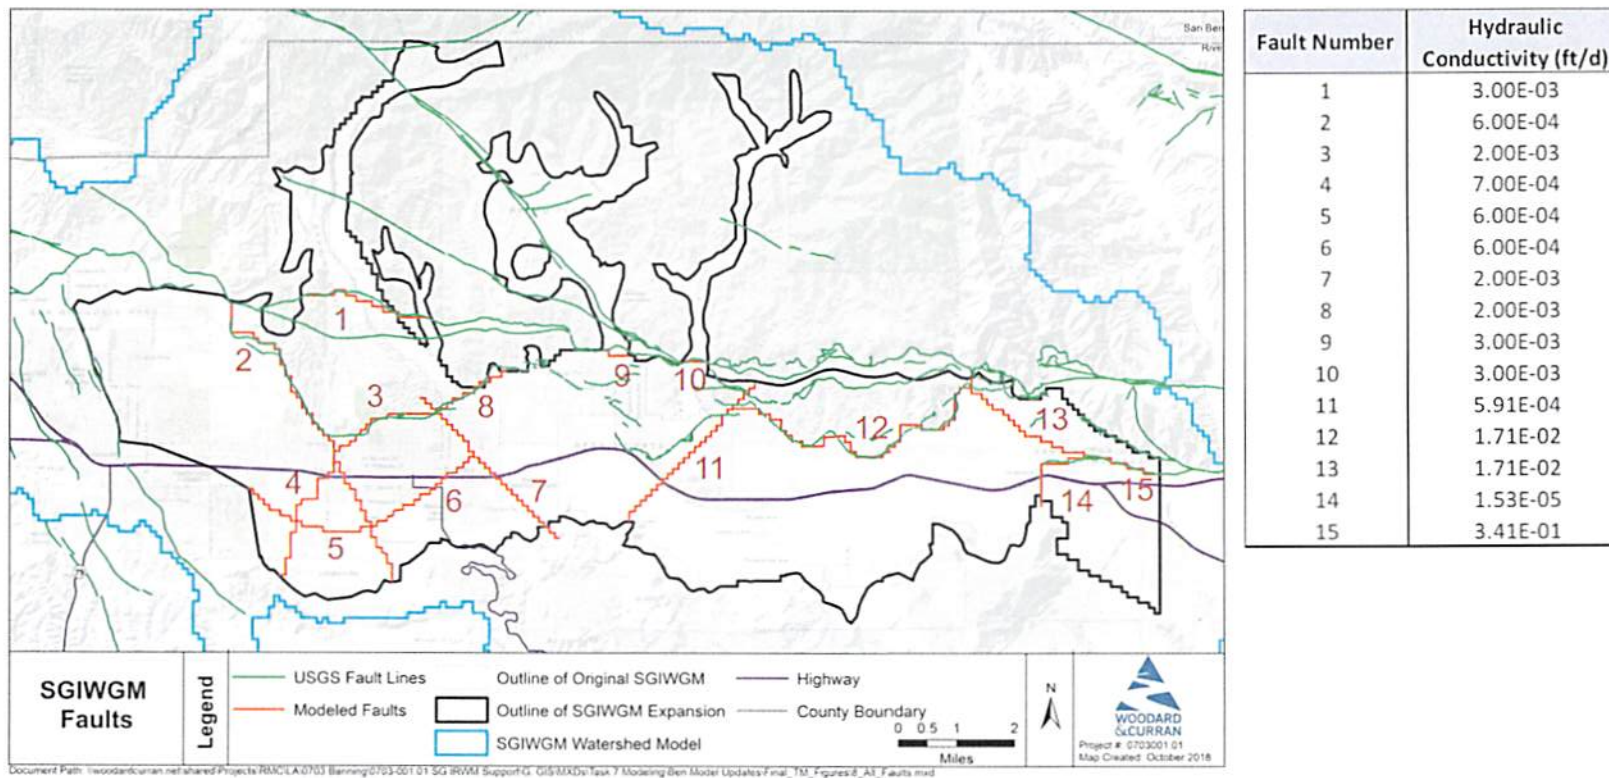 San Ber
Rive
1
2
3
4
5
6
7
8
9
10
11
12
13
14
15
SGIWGM
Faults
Legend
USGS Fault Lines
Modeled Faults
Outline of Original SGIWGM
Outline of SGIWGM Expansion
SGIWGM Watershed Model
Highway
County Boundary
0 0.5 1 2
Miles
N
WOODARD
&CURRAN
Project #: 0703001.01
Map Created: October 2018
Fault Number Hydraulic
Conductivity (ft/d)
1 3.00E-03
2 6.00E-04
3 2.00E-03
4 7.00E-04
5 6.00E-04
6 6.00E-04
7 2.00E-03
8 2.00E-03
9 3.00E-03
10 3.00E-03
11 5.91E-04
12 1.71E-02
13 1.71E-02
14 1.53E-05
15 3.41E-01